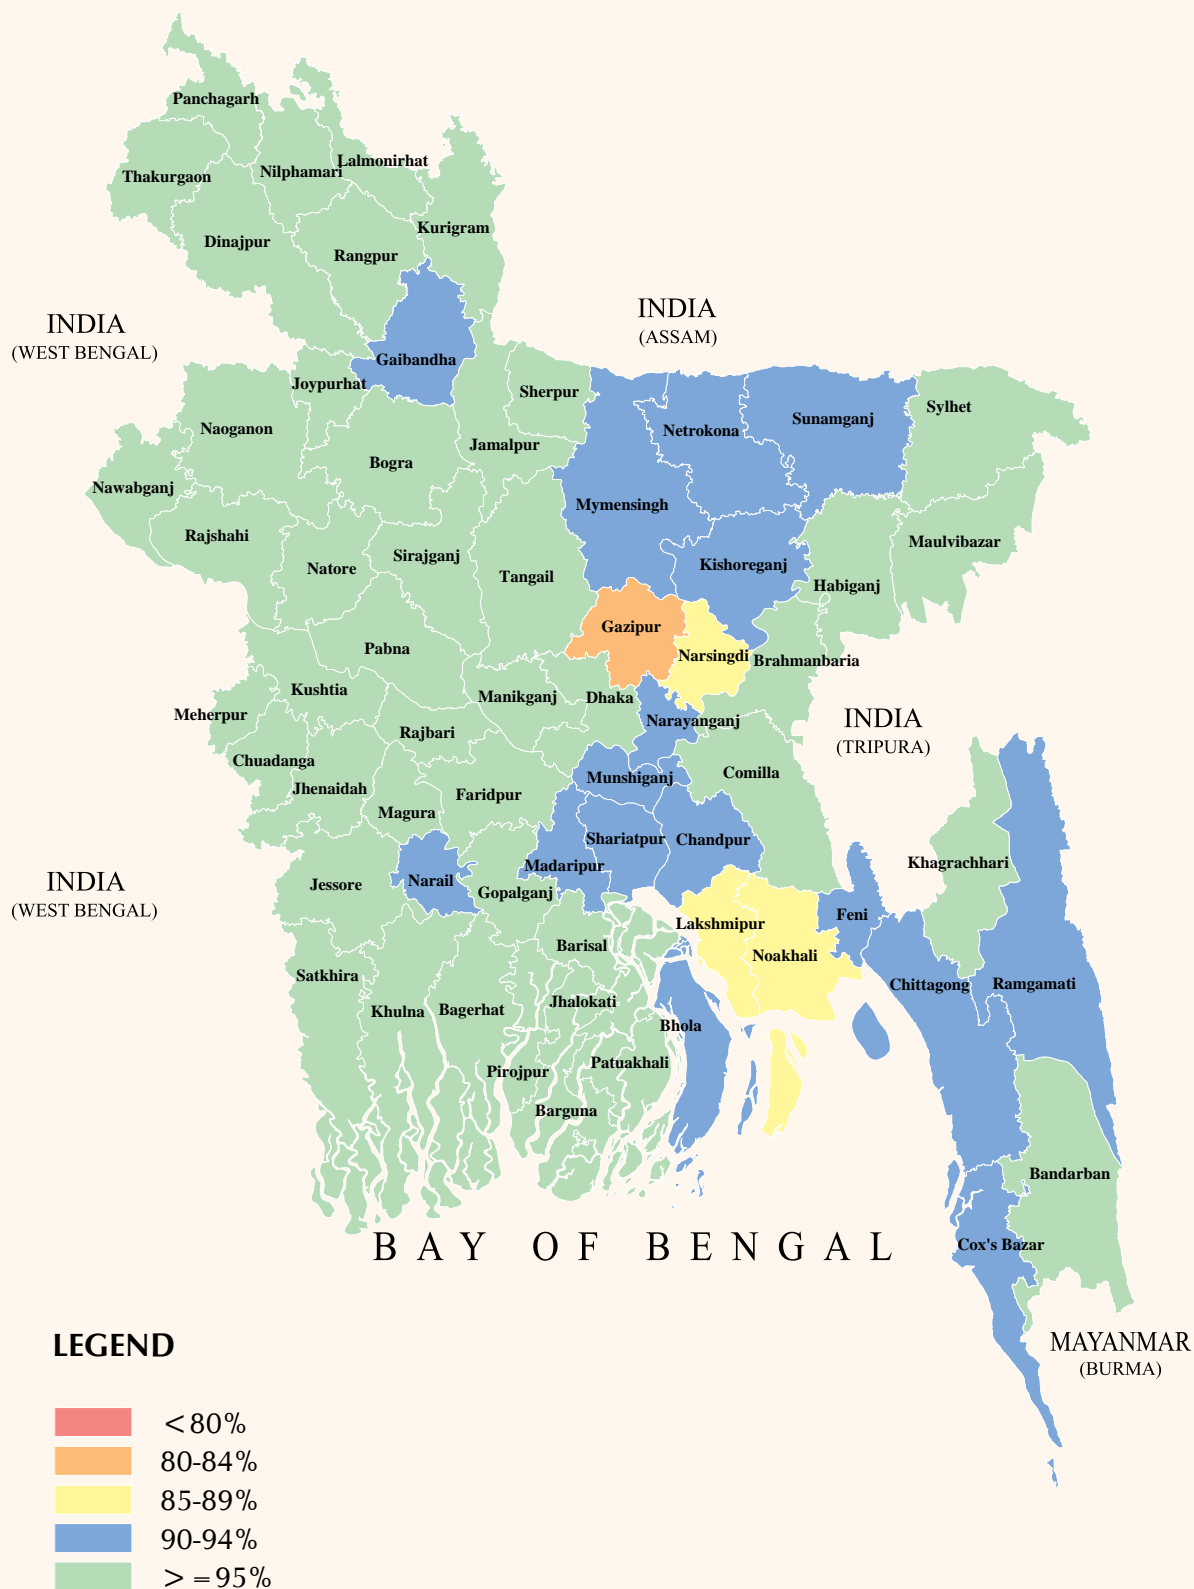 Panchagarh
Lalmonirhat
Thakurgaon
Nilphamari
Kurigram
Dinajpur
Rangpur
INDIA
(ASSAM)
INDIA
(WEST BENGAL)
Gaibandha
Joypurhat
Sherpur
Sylhet
Sunamganj
Naoganon
Netrokona
Jamalpur
Bogra
Nawabganj
Mymensingh
Rajshahi
Maulvibazar
Sirajganj
Kishoreganj
Natore
Tangail
Habiganj
Gazipur
Pabna
Narsingdi
Brahmanbaria
Kushtia
Manikganj
Dhaka
Meherpur
Narayanganj
INDIA
(TRIPURA)
Rajbari
Chuadanga
Comilla
Munshiganj
Jhenaidah
Faridpur
Magura
Shariatpur
Chandpur
Khagrachhari
Madaripur
INDIA
(WEST BENGAL)
Jessore
Narail
Gopalganj
Feni
Lakshmipur
Barisal
Noakhali
Satkhira
Chittagong
Ramgamati
Jhalokati
Khulna
Bagerhat
Bhola
Patuakhali
Pirojpur
Barguna
Bandarban
BAY OF BENGAL
Cox's Bazar
MAYANMAR
(BURMA)
LEGEND
<80%
80-84%
85-89%
90-94%
>=95%